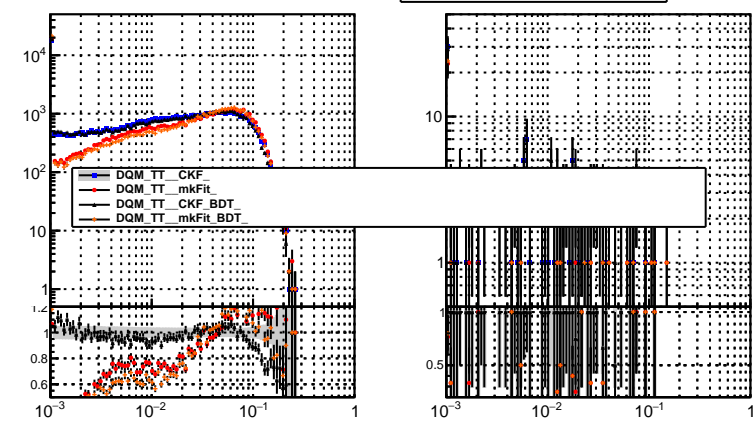 10⁴
10³
10²
10
1
1.2
1
0.8
0.6
10⁻³ 10⁻² 10⁻¹ 1
DQM_TT__CKF_
DQM_TT__mkFit_
DQM_TT__CKF_BDT_
DQM_TT__mkFit_BDT_
10
1
1
0.5
10⁻³ 10⁻² 10⁻¹ 1